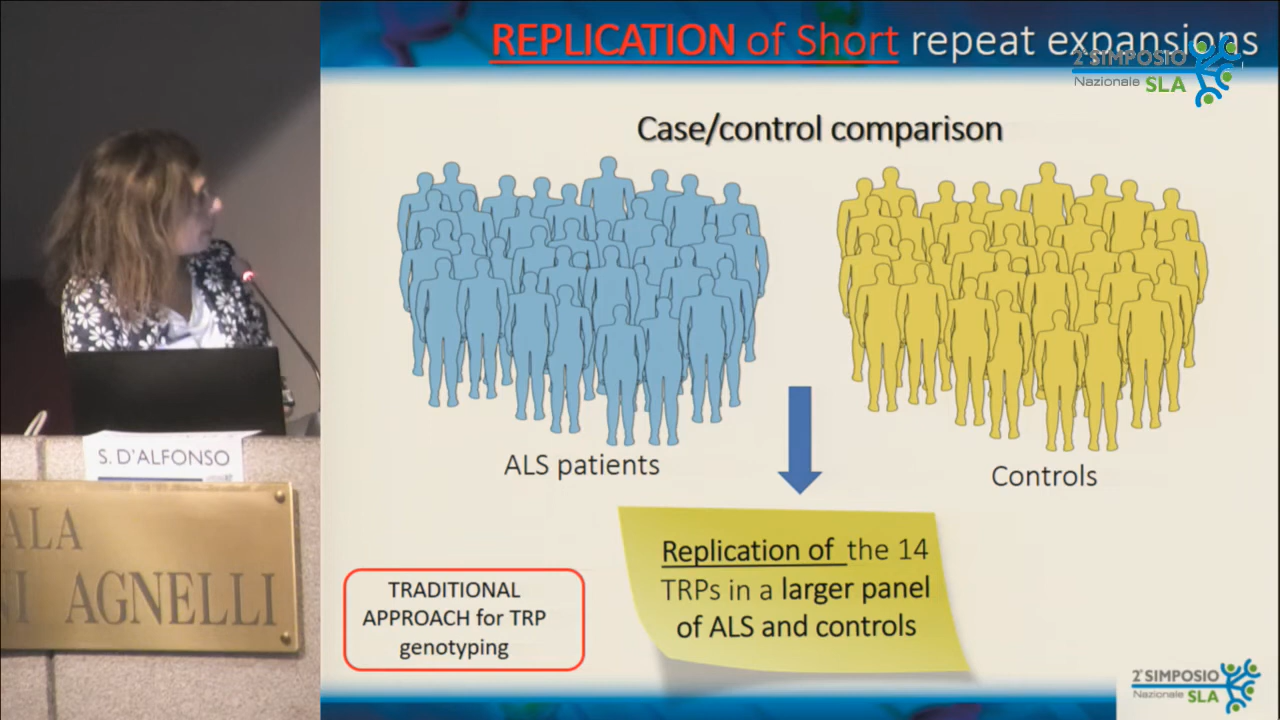 REPLICATION of Short repeat expansions
2°SIMPOSIO
Nazionale SLA
Case/control comparison
ALS patients
Controls
Replication of the 14
TRPs in a larger panel
of ALS and controls
TRADITIONAL
APPROACH for TRP
genotyping
S. D'ALFONSO
ALA
NI AGNELLI
2°SIMPOSIO
Nazionale SLA